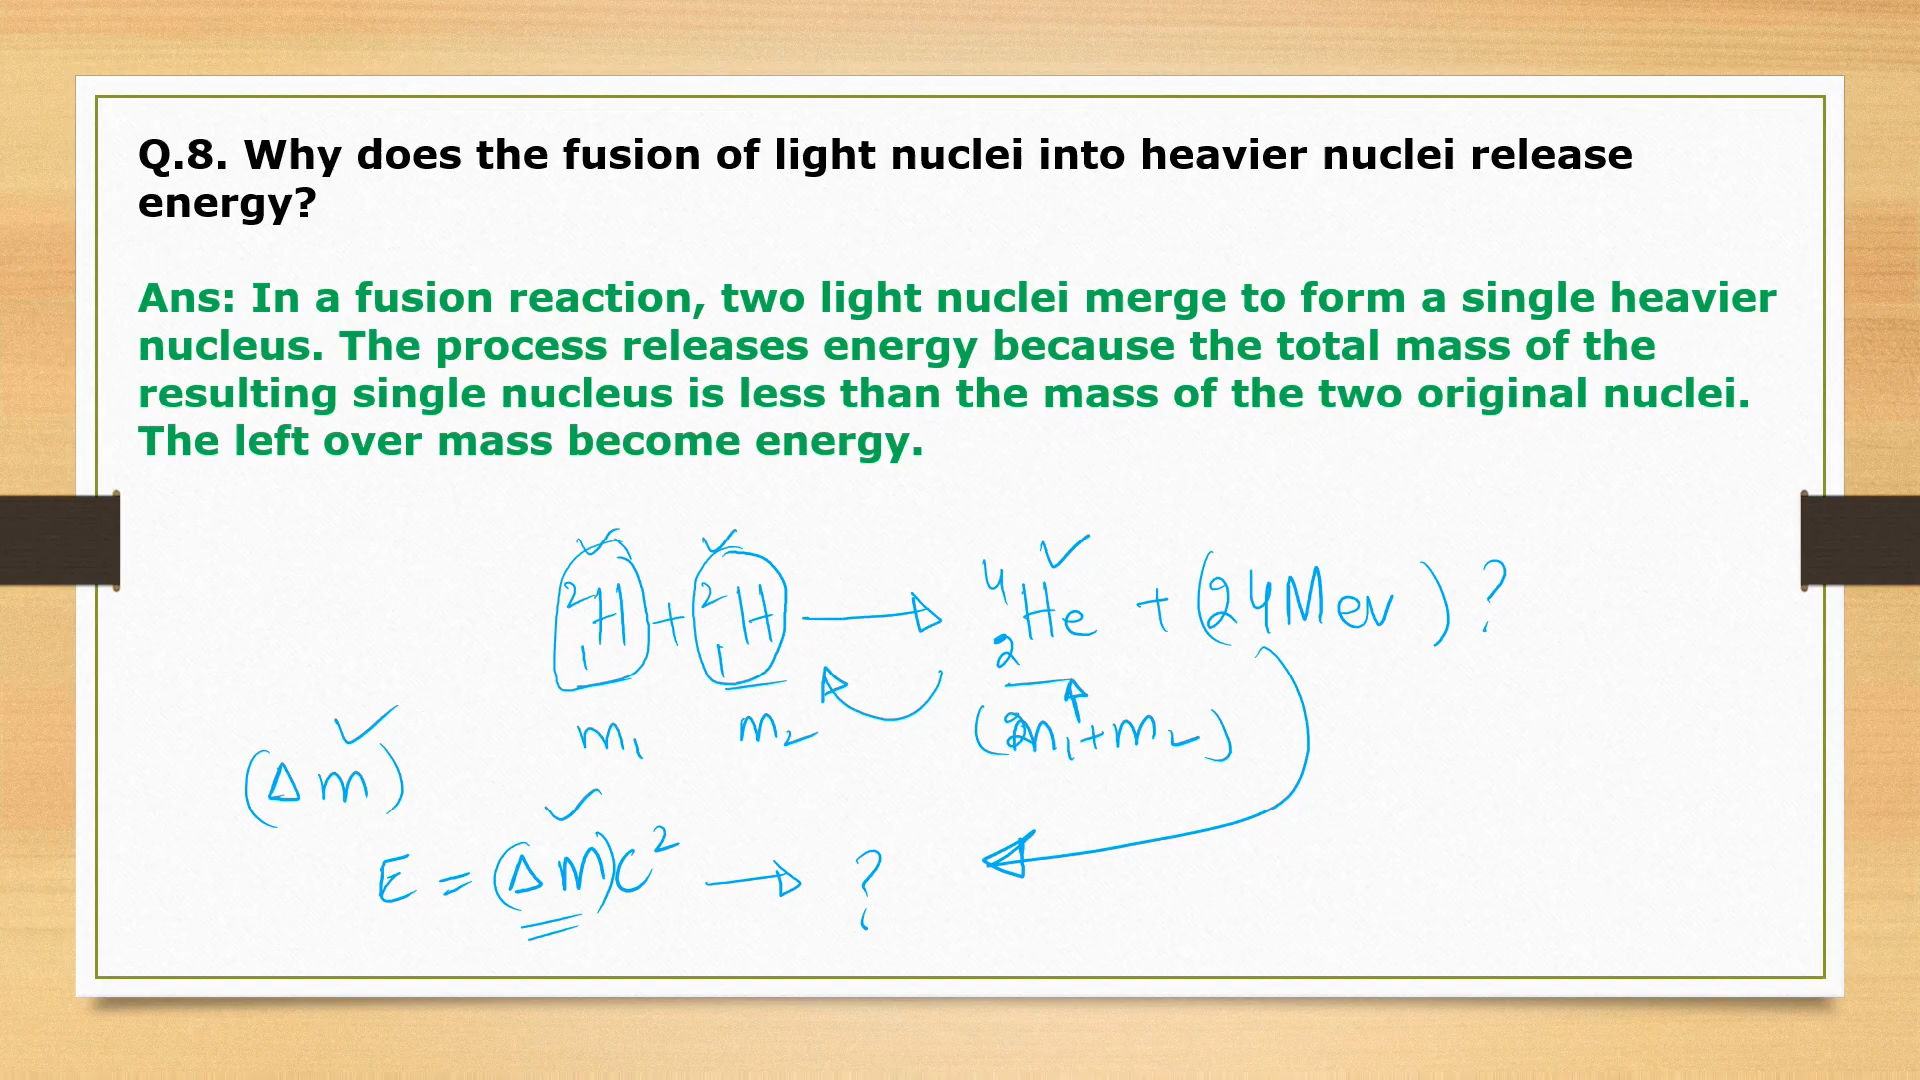 Q.8. Why does the fusion of light nuclei into heavier nuclei release
energy?
Ans: In a fusion reaction, two light nuclei merge to form a single heavier
nucleus. The process releases energy because the total mass of the
resulting single nucleus is less than the mass of the two original nuclei.
The left over mass become energy.
²₁H + ²₁H → ⁴₂He + (24Mev) ?
m₁ m₂ (m₁+m₂)
(Δm)
E = (Δm)c² → ?